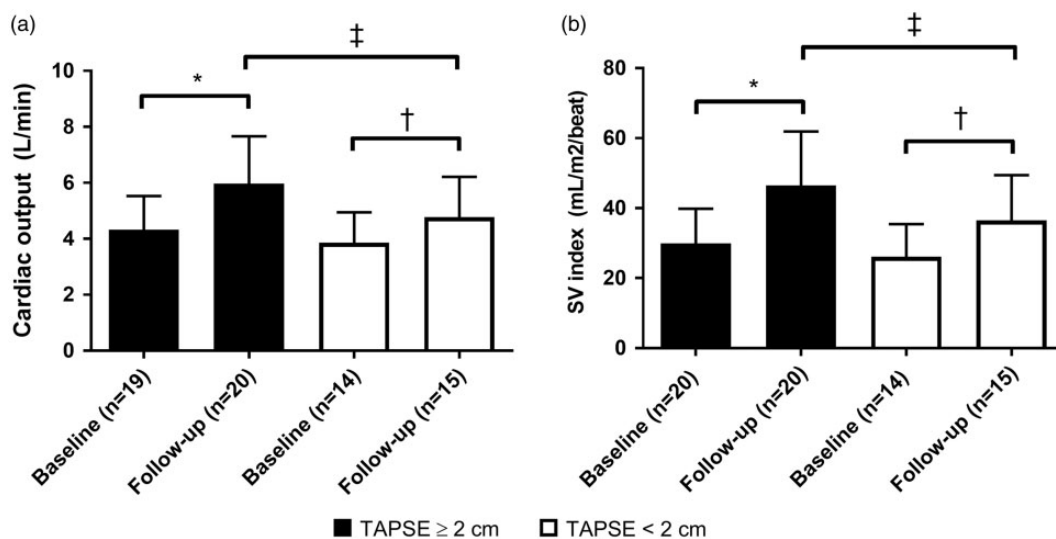 (a)
‡
*
†
Cardiac output (L/min)
10
8
6
4
2
0
Baseline (n=19)
Follow-up (n=20)
Baseline (n=14)
Follow-up (n=15)
(b)
‡
*
†
SV index (mL/m2/beat)
80
60
40
20
0
Baseline (n=20)
Follow-up (n=20)
Baseline (n=14)
Follow-up (n=15)
TAPSE ≥ 2 cm
TAPSE < 2 cm